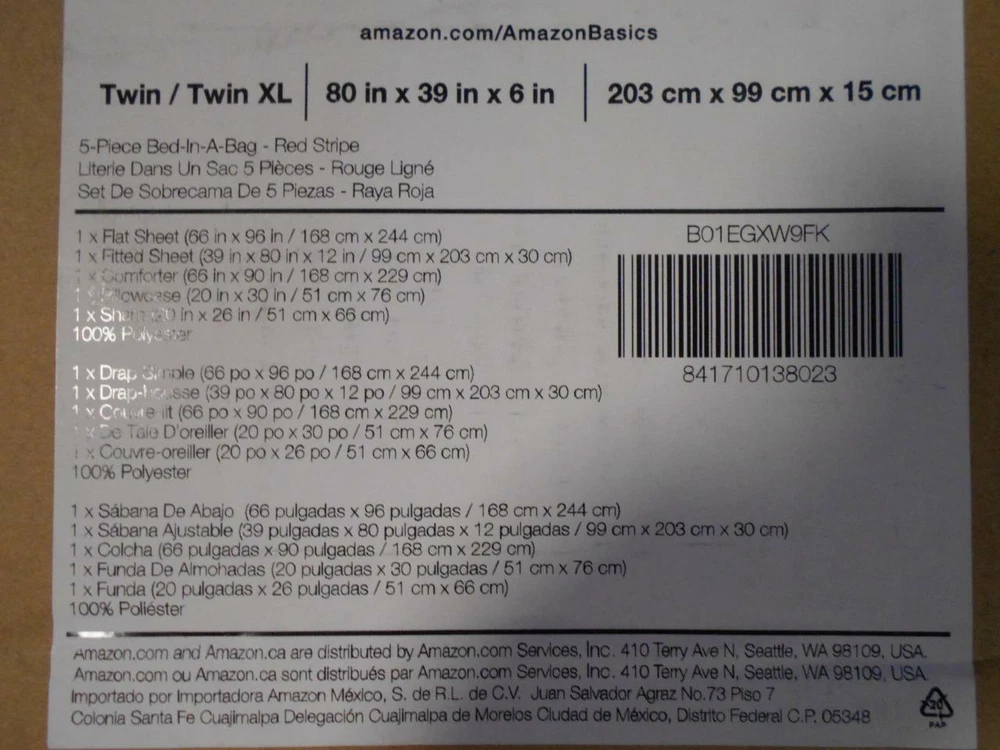 amazon.com/AmazonBasics
Twin / Twin XL | 80 in x 39 in x 6 in | 203 cm x 99 cm x 15 cm
5-Piece Bed-In-A-Bag - Red Stripe
Literie Dans Un Sac 5 Pièces - Rouge Ligné
Set De Sobrecama De 5 Piezas - Raya Roja
1 x Flat Sheet (66 in x 96 in / 168 cm x 244 cm)
1 x Fitted Sheet (39 in x 80 in x 12 in / 99 cm x 203 cm x 30 cm)
1 x Comforter (66 in x 90 in / 168 cm x 229 cm)
1 x Pillowcase (20 in x 30 in / 51 cm x 76 cm)
1 x Sham (20 in x 26 in / 51 cm x 66 cm)
100% Polyester
B01EGXW9FK
841710138023
1 x Drap Simple (66 po x 96 po / 168 cm x 244 cm)
1 x Drap-housse (39 po x 80 po x 12 po / 99 cm x 203 cm x 30 cm)
1 x Couvre-lit (66 po x 90 po / 168 cm x 229 cm)
1 x De Taie D'oreiller (20 po x 30 po / 51 cm x 76 cm)
1 x Couvre-oreiller (20 po x 26 po / 51 cm x 66 cm)
100% Polyester
1 x Sábana De Abajo (66 pulgadas x 96 pulgadas / 168 cm x 244 cm)
1 x Sábana Ajustable (39 pulgadas x 80 pulgadas x 12 pulgadas / 99 cm x 203 cm x 30 cm)
1 x Colcha (66 pulgadas x 90 pulgadas / 168 cm x 229 cm)
1 x Funda De Almohadas (20 pulgadas x 30 pulgadas / 51 cm x 76 cm)
1 x Funda (20 pulgadas x 26 pulgadas / 51 cm x 66 cm)
100% Poliéster
Amazon.com and Amazon.ca are distributed by Amazon.com Services, Inc. 410 Terry Ave N, Seattle, WA 98109, USA.
Amazon.com ou Amazon.ca sont distribués par Amazon.com Services, Inc. 410 Terry Ave N, Seattle, WA 98109, USA.
Importado por Importadora Amazon México, S. de R.L. de C.V. Juan Salvador Agraz No.73 Piso 7
Colonia Santa Fe Cuajimalpa Delegación Cuajimalpa de Morelos Ciudad de México, Distrito Federal C.P. 05348
20
PAP